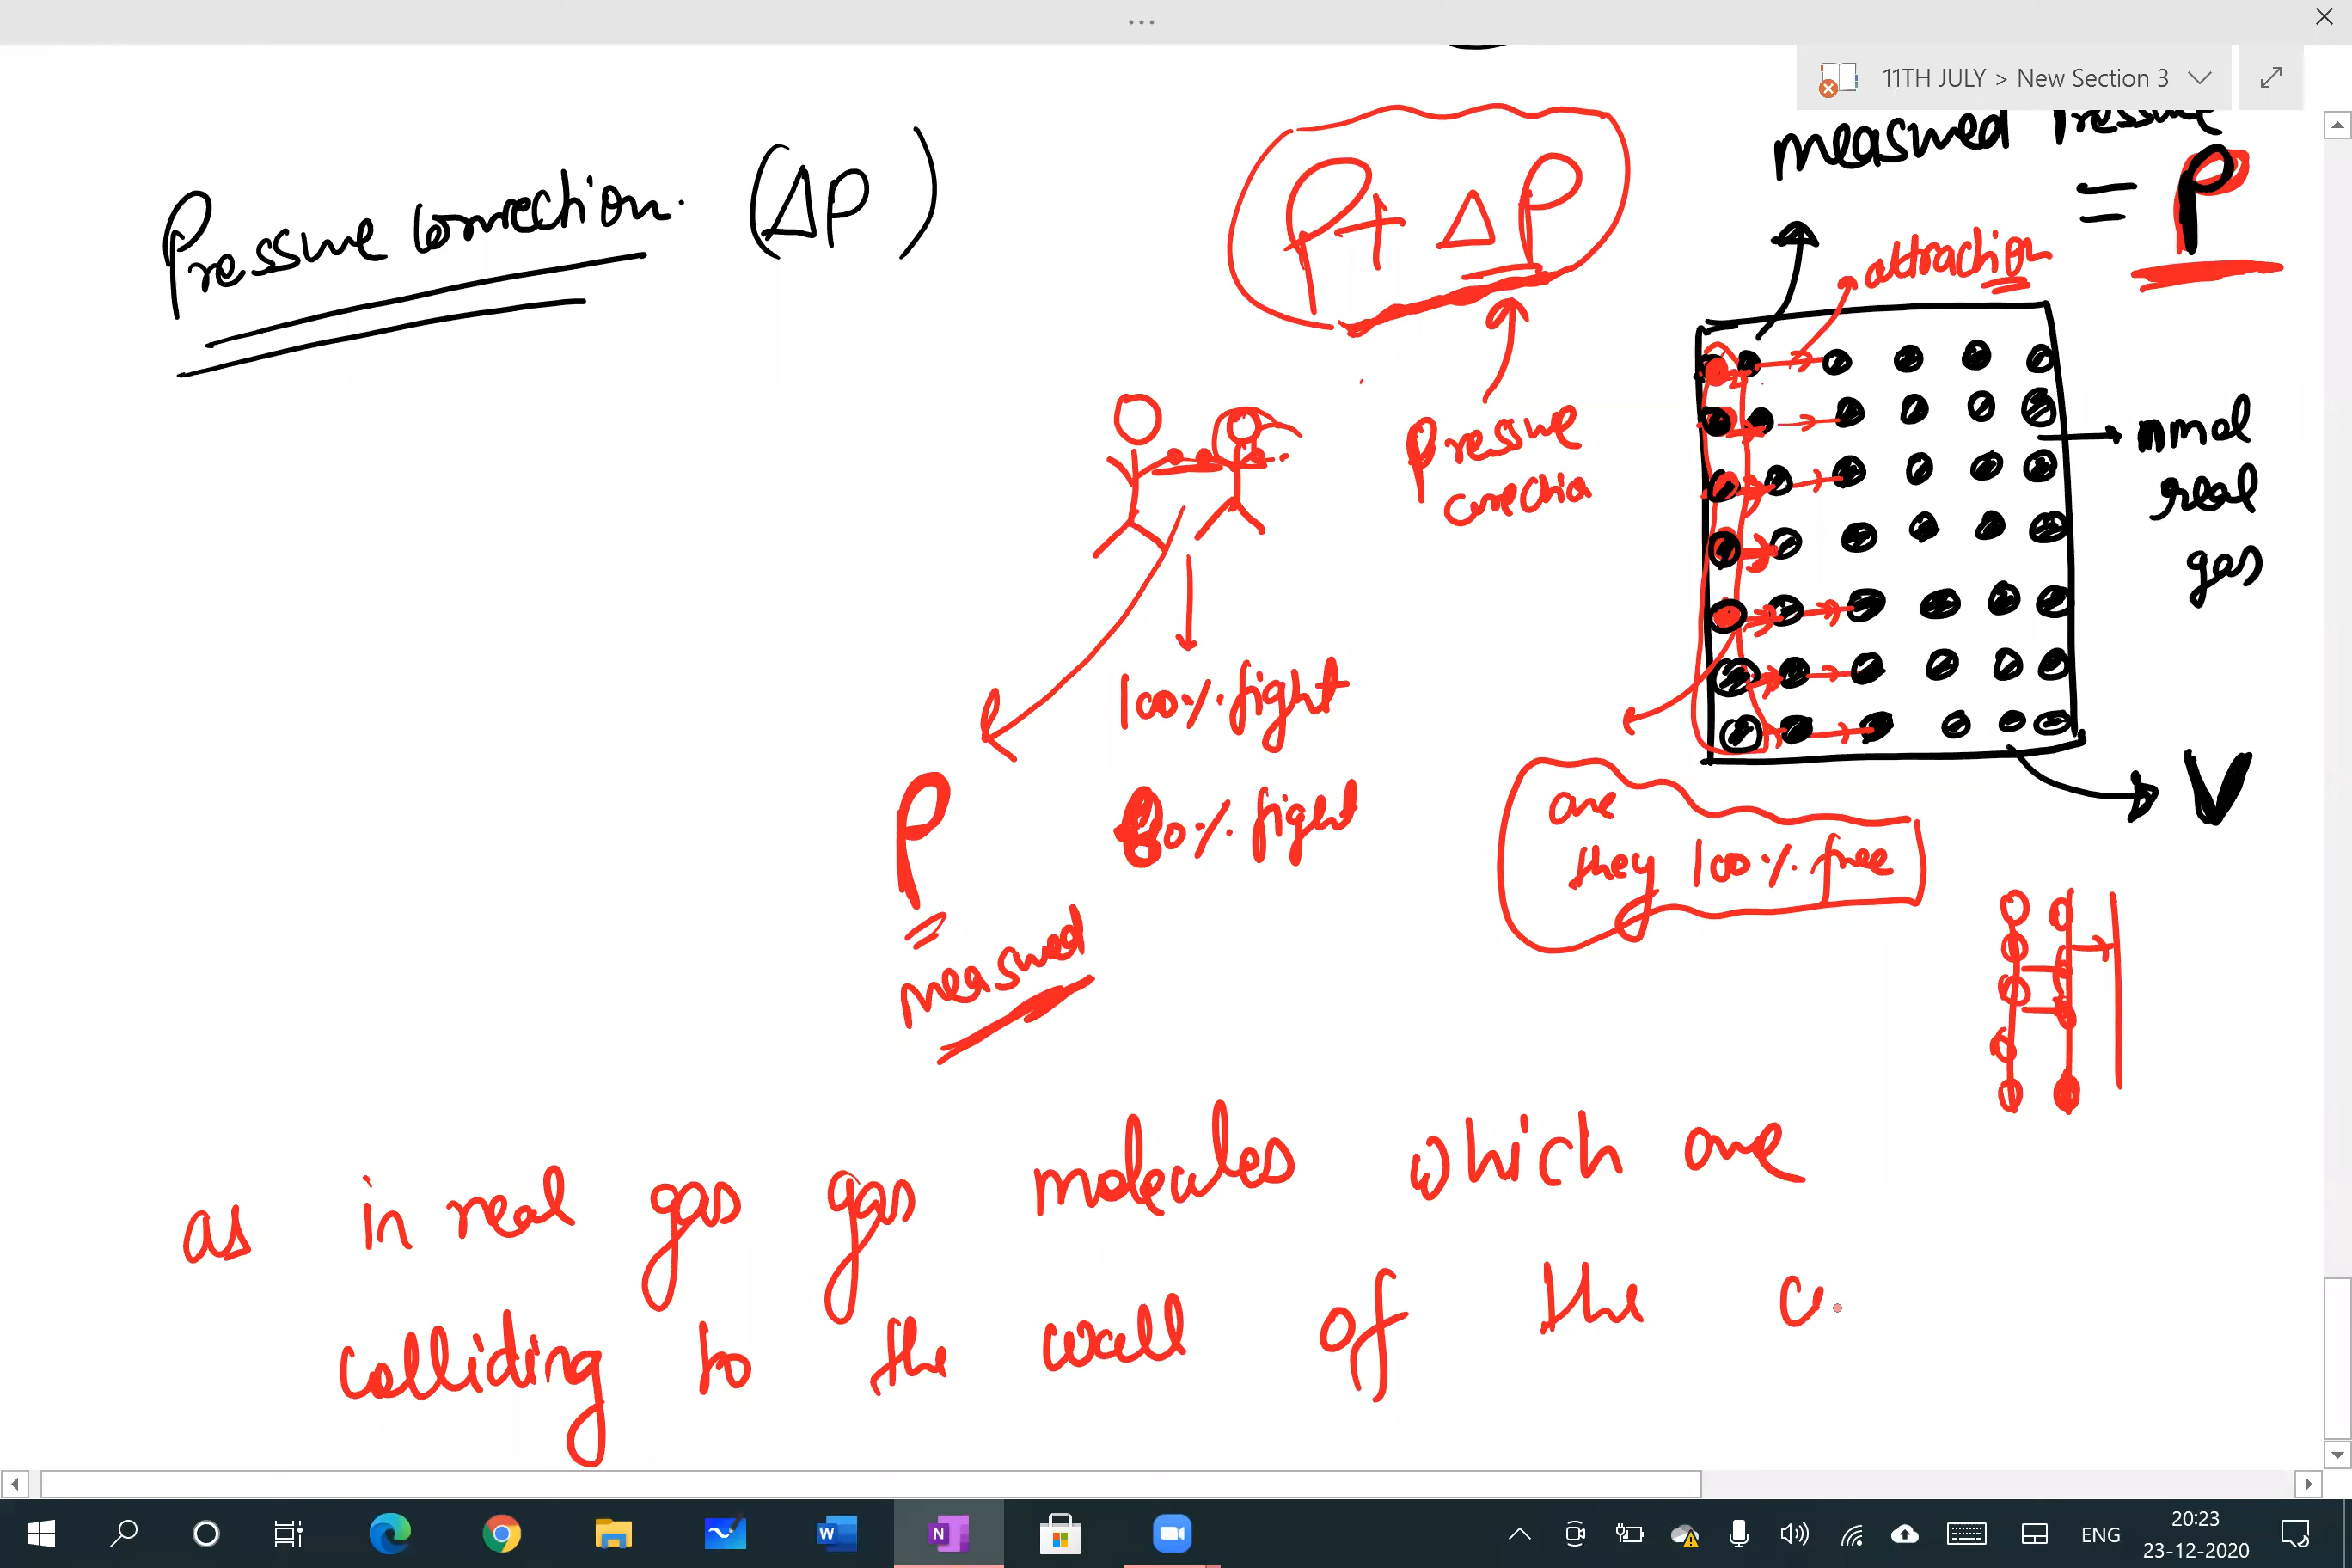 11TH JULY > New Section 3
Pressure correction. (ΔP)
P+ ΔP
Pressure
correction
measured Pressure
= P
attraction
n mol
real
gas
V
100% fight
80% fight
P
measured
are
they 100% free
as in real gas gas molecules which are
colliding to the wall of the
ENG
20:23
23-12-2020